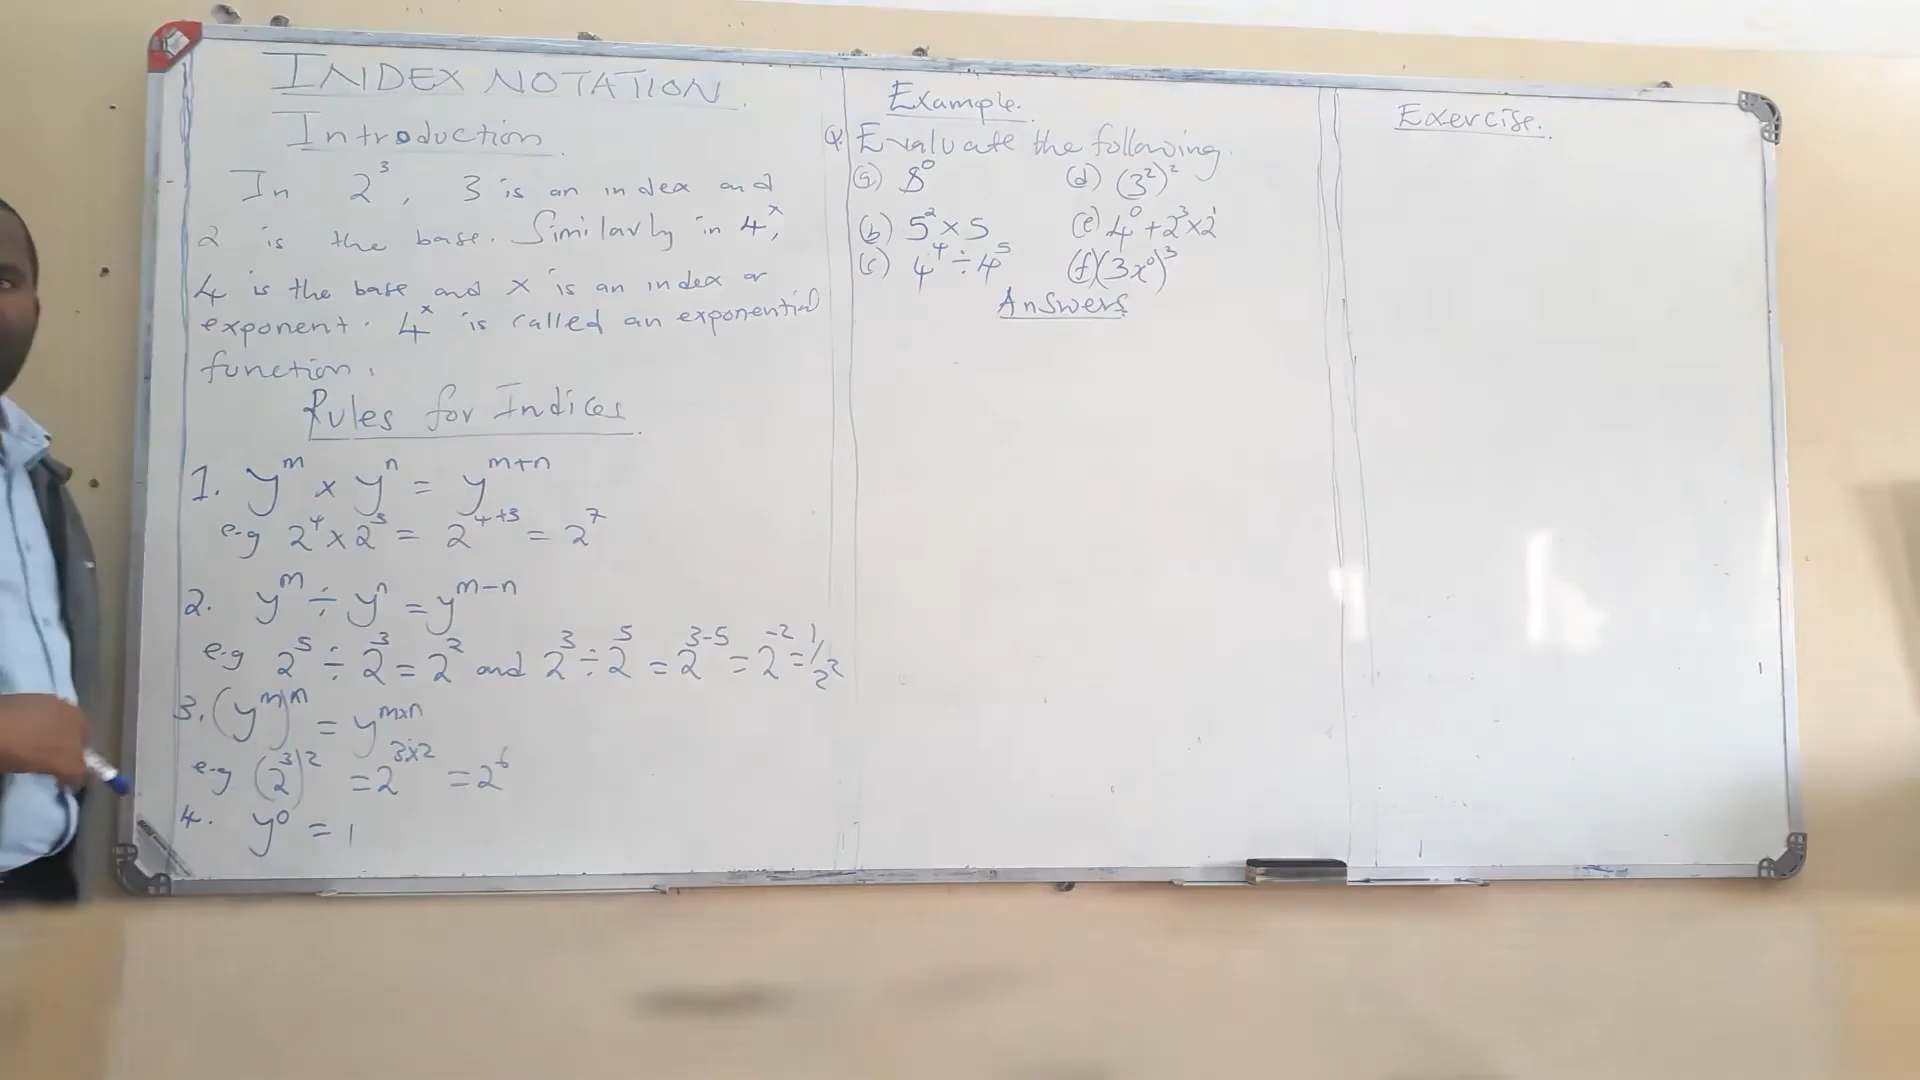 INDEX NOTATION.
Introduction.
In 2³, 3 is an index and
2 is the base. Similarly in 4ˣ,
4 is the base and x is an index or
exponent. 4ˣ is called an exponential
function.
Rules for Indices
1. yᵐ × yⁿ = yᵐ⁺ⁿ
e.g 2⁴ × 2³ = 2⁴⁺³ = 2⁷
2. yᵐ ÷ yⁿ = yᵐ⁻ⁿ
e.g 2⁵ ÷ 2³ = 2² and 2³ ÷ 2⁵ = 2³⁻⁵ = 2⁻² = 1/2²
3. (yᵐ)ⁿ = yᵐˣⁿ
e.g (2³)² = 2³ˣ² = 2⁶
4. y⁰ = 1
Example.
Q. Evaluate the following.
(a) 8⁰ (d) (3²)²
(b) 5² × 5 (e) 4⁰ + 2³ × 2¹
(c) 4⁴ ÷ 4⁵ (f) (3x⁰)³
Answers
Exercise.